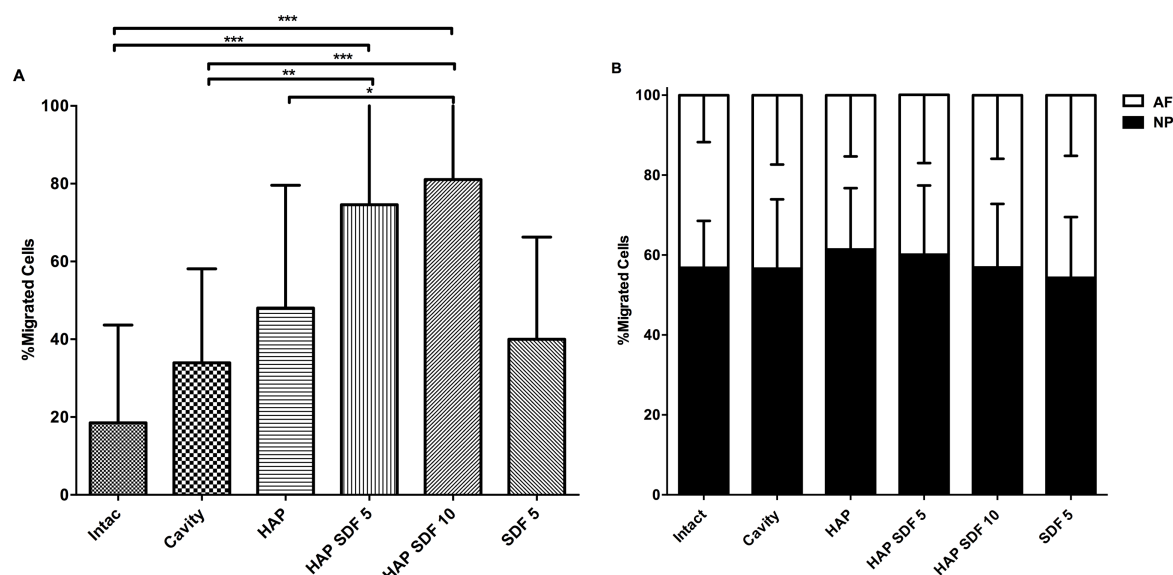 ***
***
***
**
*
A
100
80
60
40
20
0
%Migrated Cells
Intac
Cavity
HAP
HAP SDF 5
HAP SDF 10
SDF 5
B
100
80
60
40
20
0
%Migrated Cells
Intact
Cavity
HAP
HAP SDF 5
HAP SDF 10
SDF 5
AF
NP